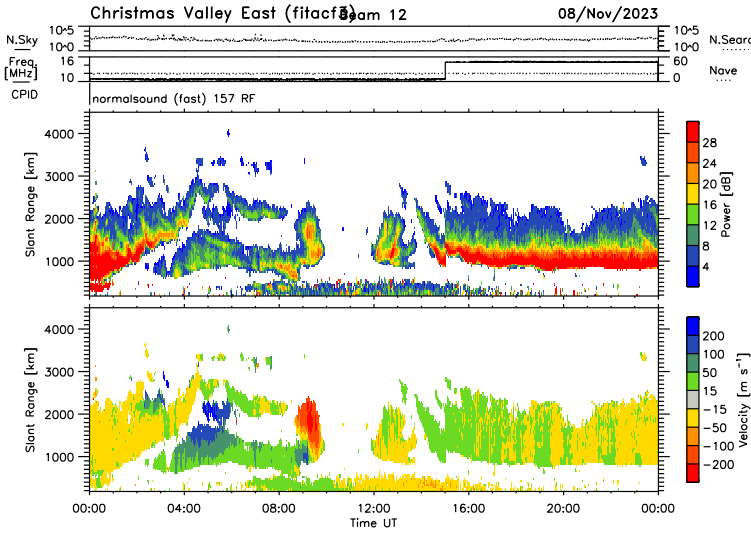 Christmas Valley East (fitacf3) Beam 12 08/Nov/2023
N.Sky 10^5 10^0 10^5 10^0 N.Sear
Freq. [MHz] 16 10 60 0 Nave
CPID normalsound (fast) 157 RF
Slant Range [km] 4000 3000 2000 1000
28 24 20 16 12 8 4 Power [dB]
Slant Range [km] 4000 3000 2000 1000
200 100 50 15 -15 -50 -100 -200 Velocity [m s^-1]
00:00 04:00 08:00 12:00 16:00 20:00 00:00
Time UT